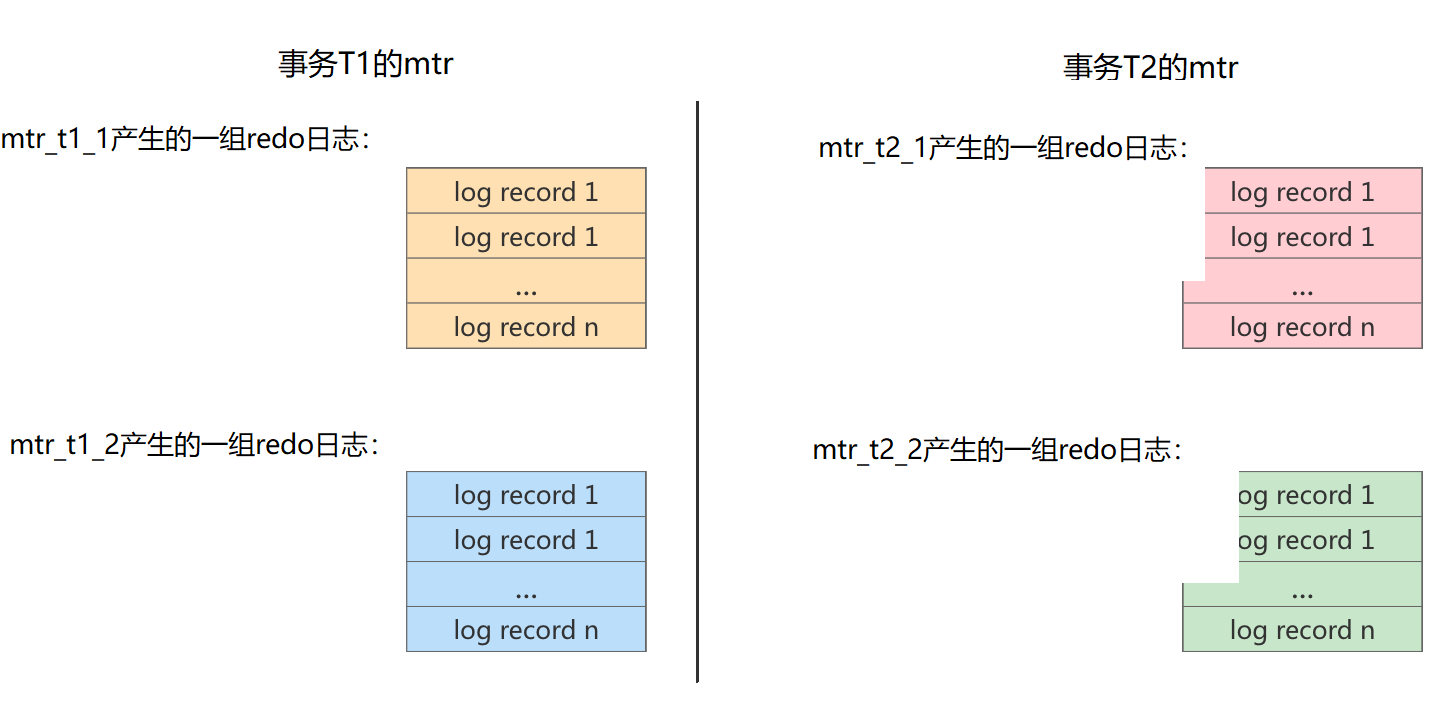 事务T1的mtr
mtr_t1_1产生的一组redo日志：
log record 1
log record 1
...
log record n
mtr_t1_2产生的一组redo日志：
log record 1
log record 1
...
log record n
事务T2的mtr
mtr_t2_1产生的一组redo日志：
log record 1
log record 1
...
log record n
mtr_t2_2产生的一组redo日志：
og record 1
og record 1
...
log record n